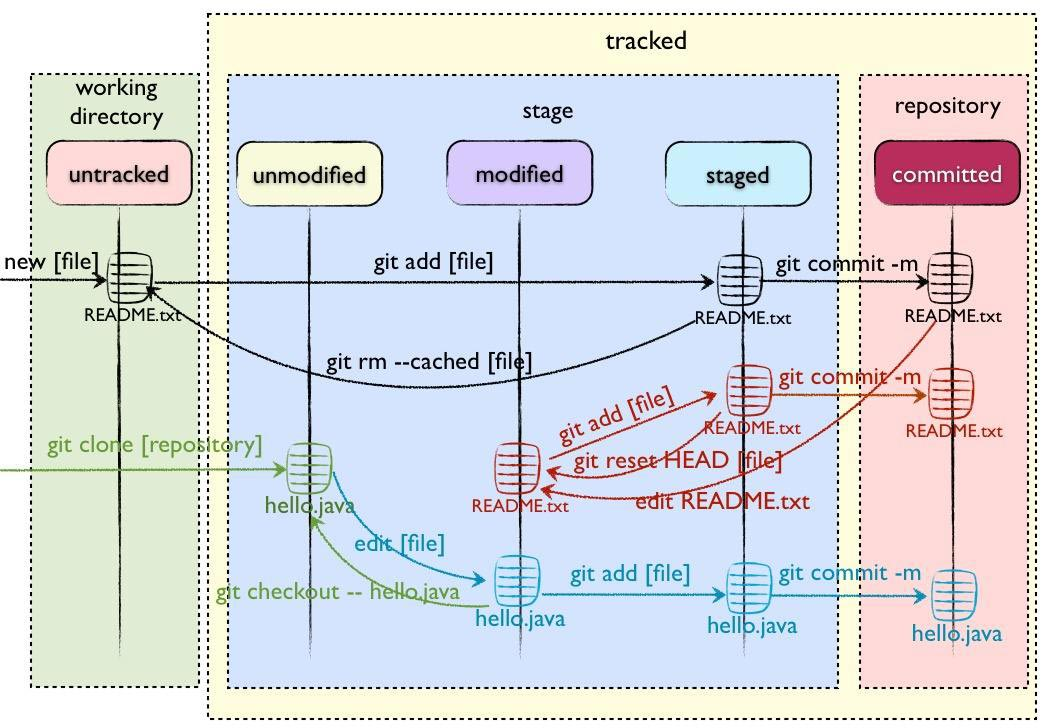 tracked
working
directory
stage
repository
untracked
unmodified
modified
staged
committed
new [file]
git add [file]
git commit -m
README.txt
README.txt
README.txt
git rm --cached [file]
git add [file]
git commit -m
README.txt
README.txt
git clone [repository]
git reset HEAD [file]
hello.java
README.txt
edit README.txt
edit [file]
git add [file]
git commit -m
git checkout -- hello.java
hello.java
hello.java
hello.java